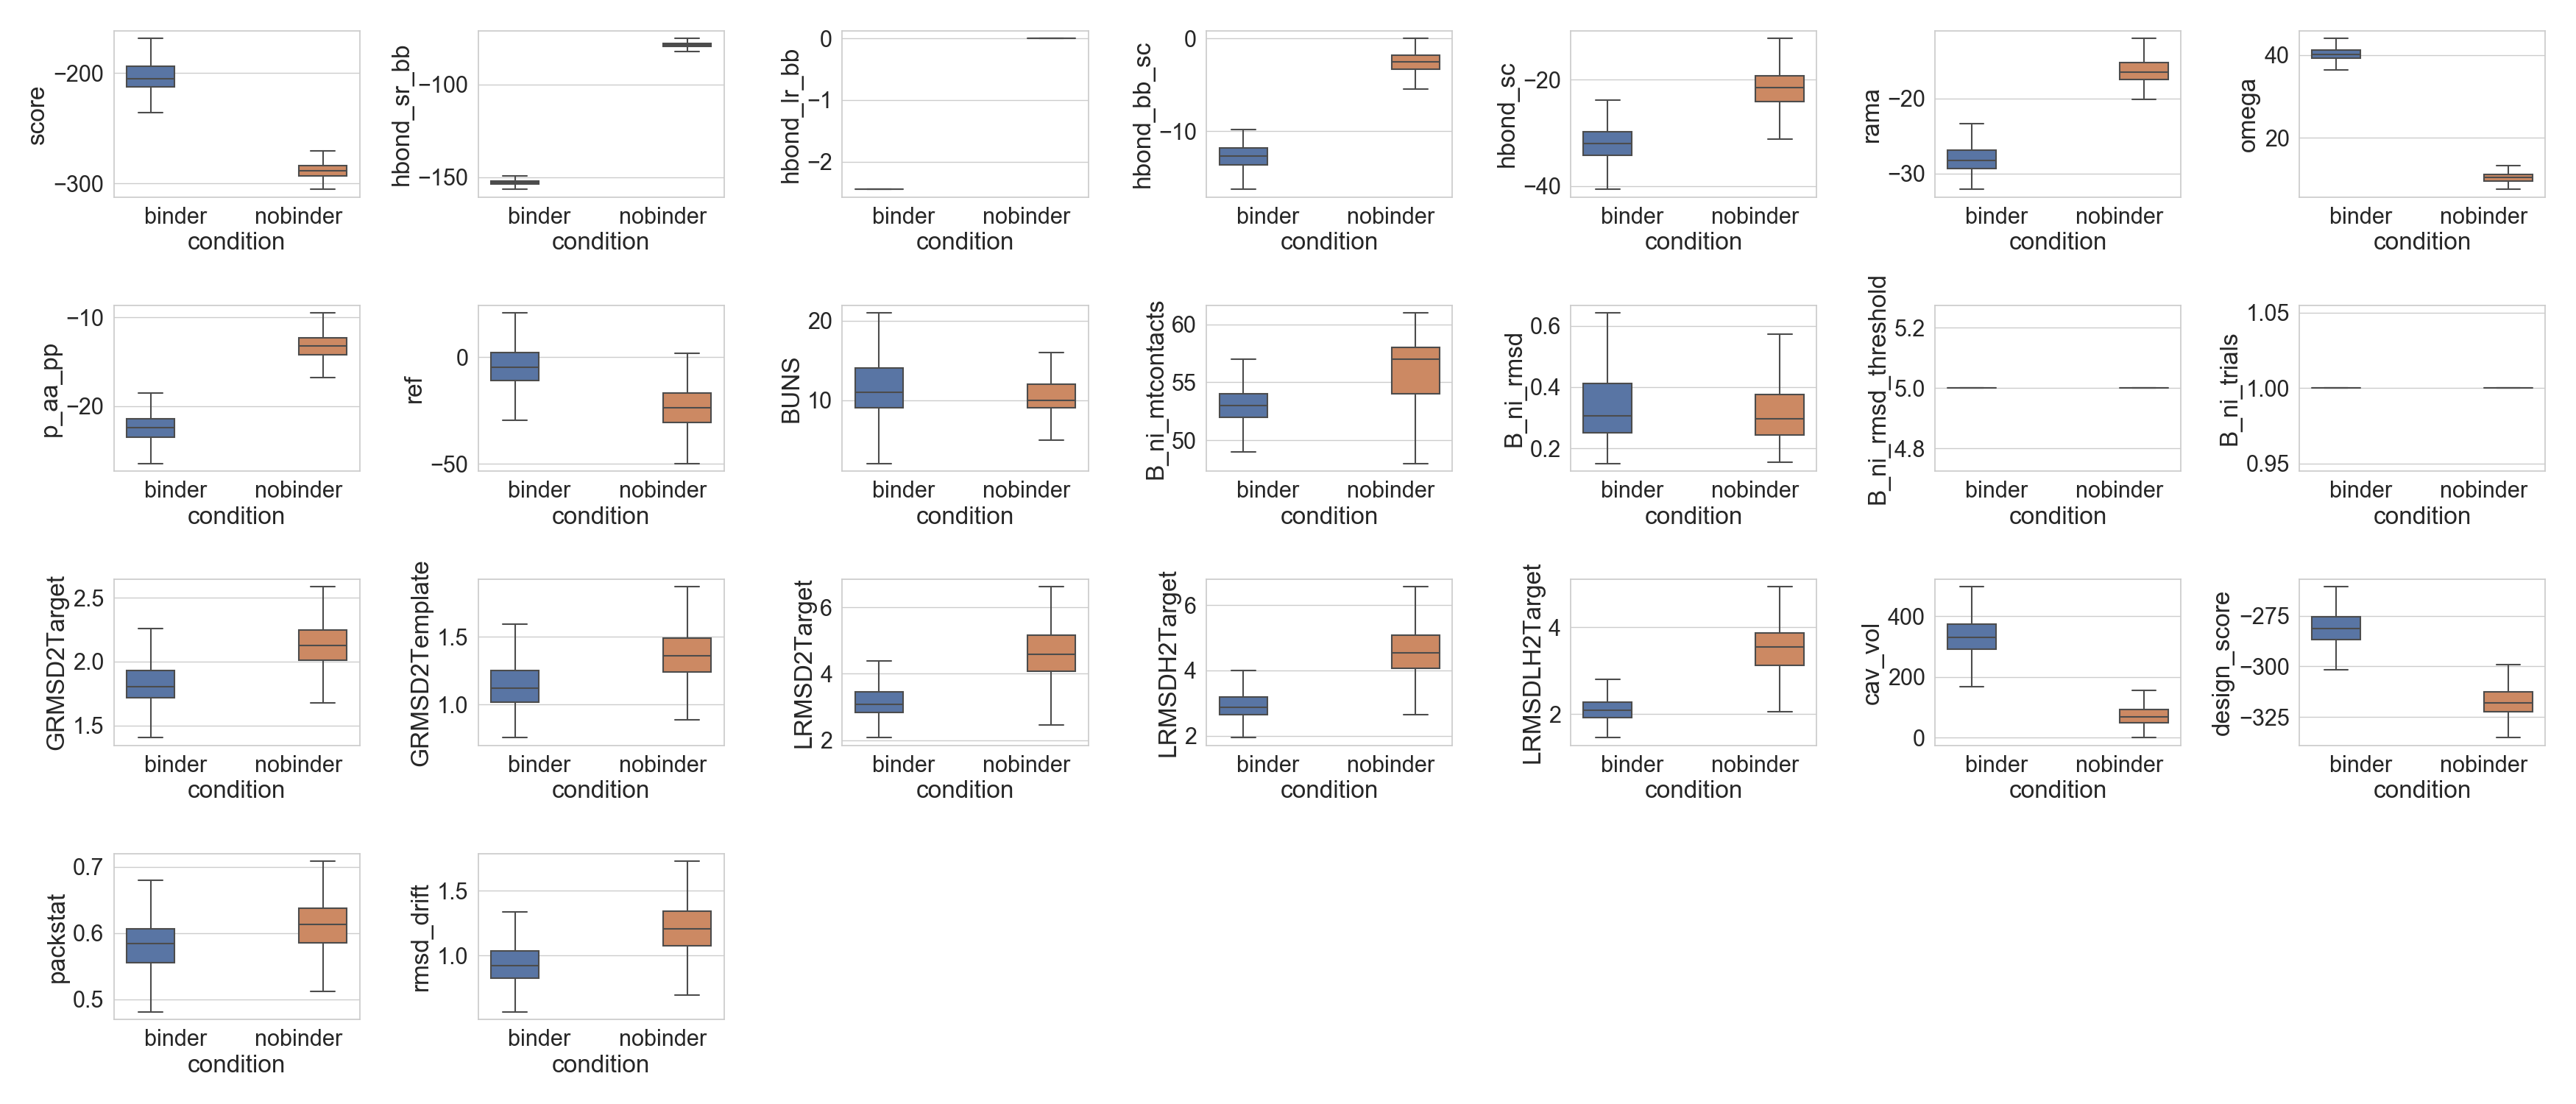 score
−200
−300
binder nobinder
condition
hbond_sr_bb
−100
−150
binder nobinder
condition
hbond_lr_bb
0
−1
−2
binder nobinder
condition
hbond_bb_sc
0
−10
binder nobinder
condition
hbond_sc
−20
−40
binder nobinder
condition
rama
−20
−30
binder nobinder
condition
omega
40
20
binder nobinder
condition
p_aa_pp
−10
−20
binder nobinder
condition
ref
0
−50
binder nobinder
condition
BUNS
20
10
binder nobinder
condition
B_ni_mtcontacts
60
55
50
binder nobinder
condition
B_ni_rmsd
0.6
0.4
0.2
binder nobinder
condition
B_ni_rmsd_threshold
5.2
5.0
4.8
binder nobinder
condition
B_ni_trials
1.05
1.00
0.95
binder nobinder
condition
GRMSD2Target
2.5
2.0
1.5
binder nobinder
condition
GRMSD2Template
1.5
1.0
binder nobinder
condition
LRMSD2Target
6
4
2
binder nobinder
condition
LRMSDH2Target
6
4
2
binder nobinder
condition
LRMSDLH2Target
4
2
binder nobinder
condition
cav_vol
400
200
0
binder nobinder
condition
design_score
−275
−300
−325
binder nobinder
condition
packstat
0.7
0.6
0.5
binder nobinder
condition
rmsd_drift
1.5
1.0
binder nobinder
condition